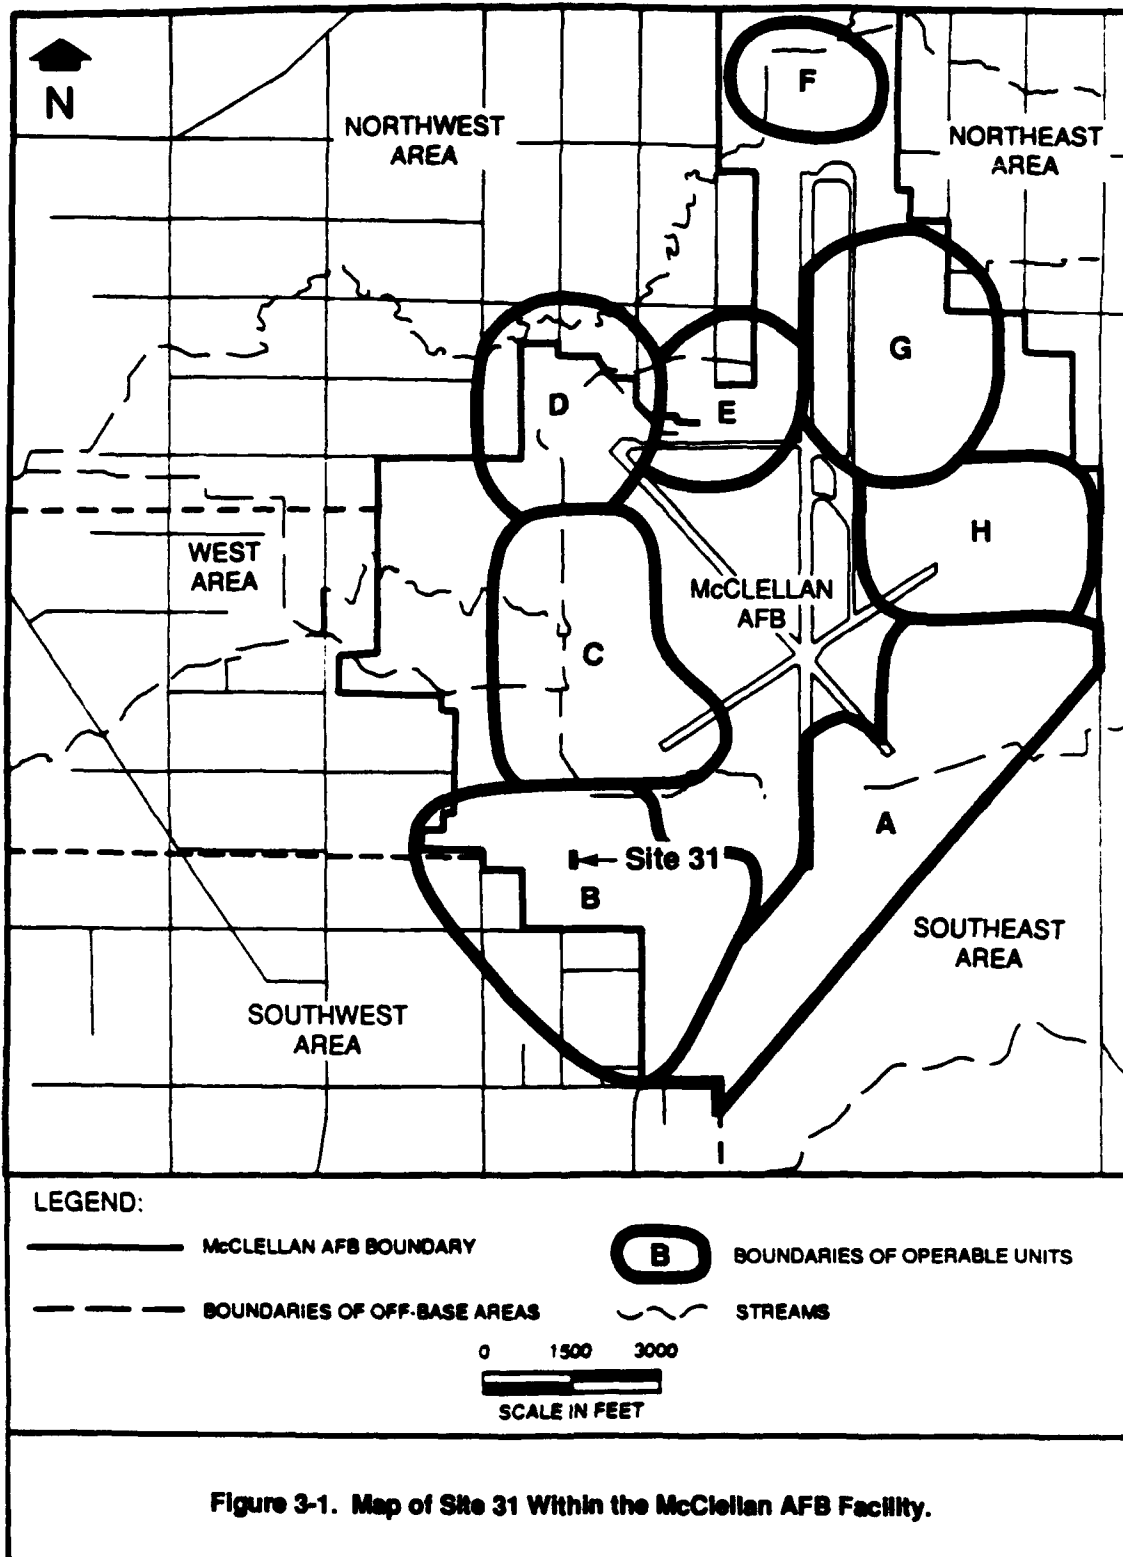 N
F
NORTHWEST
AREA
NORTHEAST
AREA
G
D
E
H
WEST
AREA
McCLELLAN
AFB
C
A
Site 31
B
SOUTHEAST
AREA
SOUTHWEST
AREA
LEGEND:
McCLELLAN AFB BOUNDARY
B
BOUNDARIES OF OPERABLE UNITS
BOUNDARIES OF OFF-BASE AREAS
STREAMS
0 1500 3000
SCALE IN FEET
Figure 3-1. Map of Site 31 Within the McClellan AFB Facility.